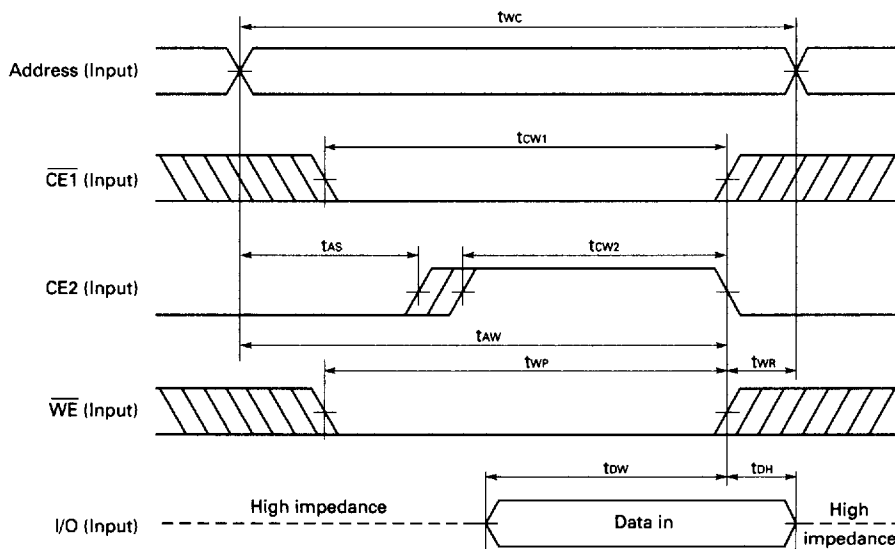 tWC
Address (Input)
tCW1
CE1 (Input)
tAS
tCW2
CE2 (Input)
tAW
tWP
tWR
WE (Input)
tDW
tDH
High impedance
Data in
High
impedance
I/O (Input)